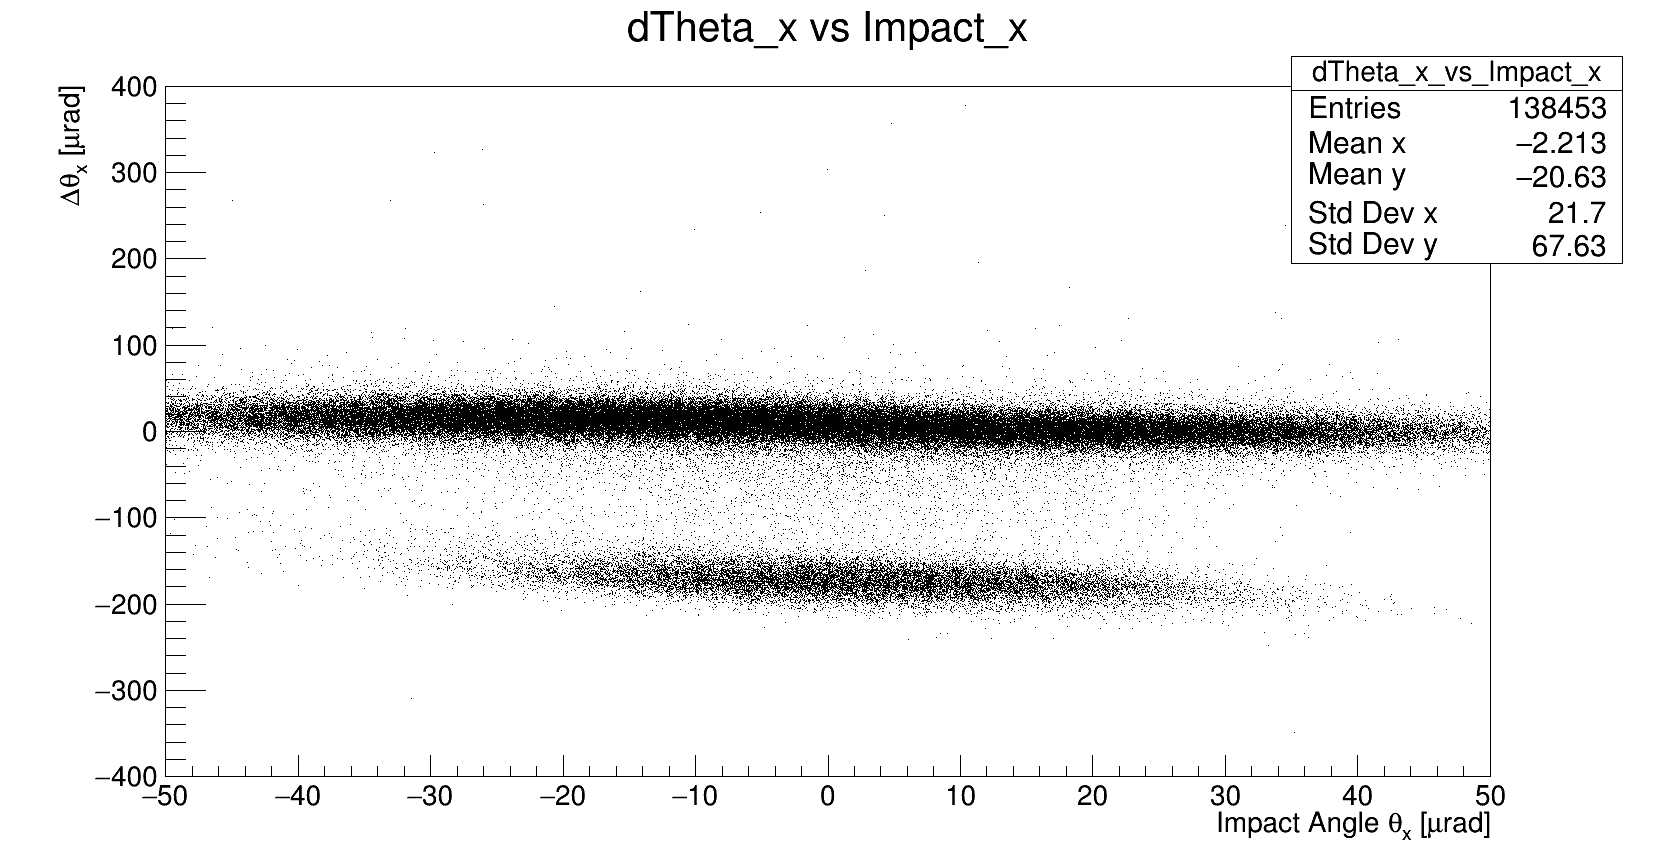 dTheta_x vs Impact_x
dTheta_x_vs_Impact_x
Entries 138453
Mean x −2.213
Mean y −20.63
Std Dev x 21.7
Std Dev y 67.63
Δθx [μrad]
400
300
200
100
0
−100
−200
−300
−400
−50 −40 −30 −20 −10 0 10 20 30 40 50
Impact Angle θx [μrad]